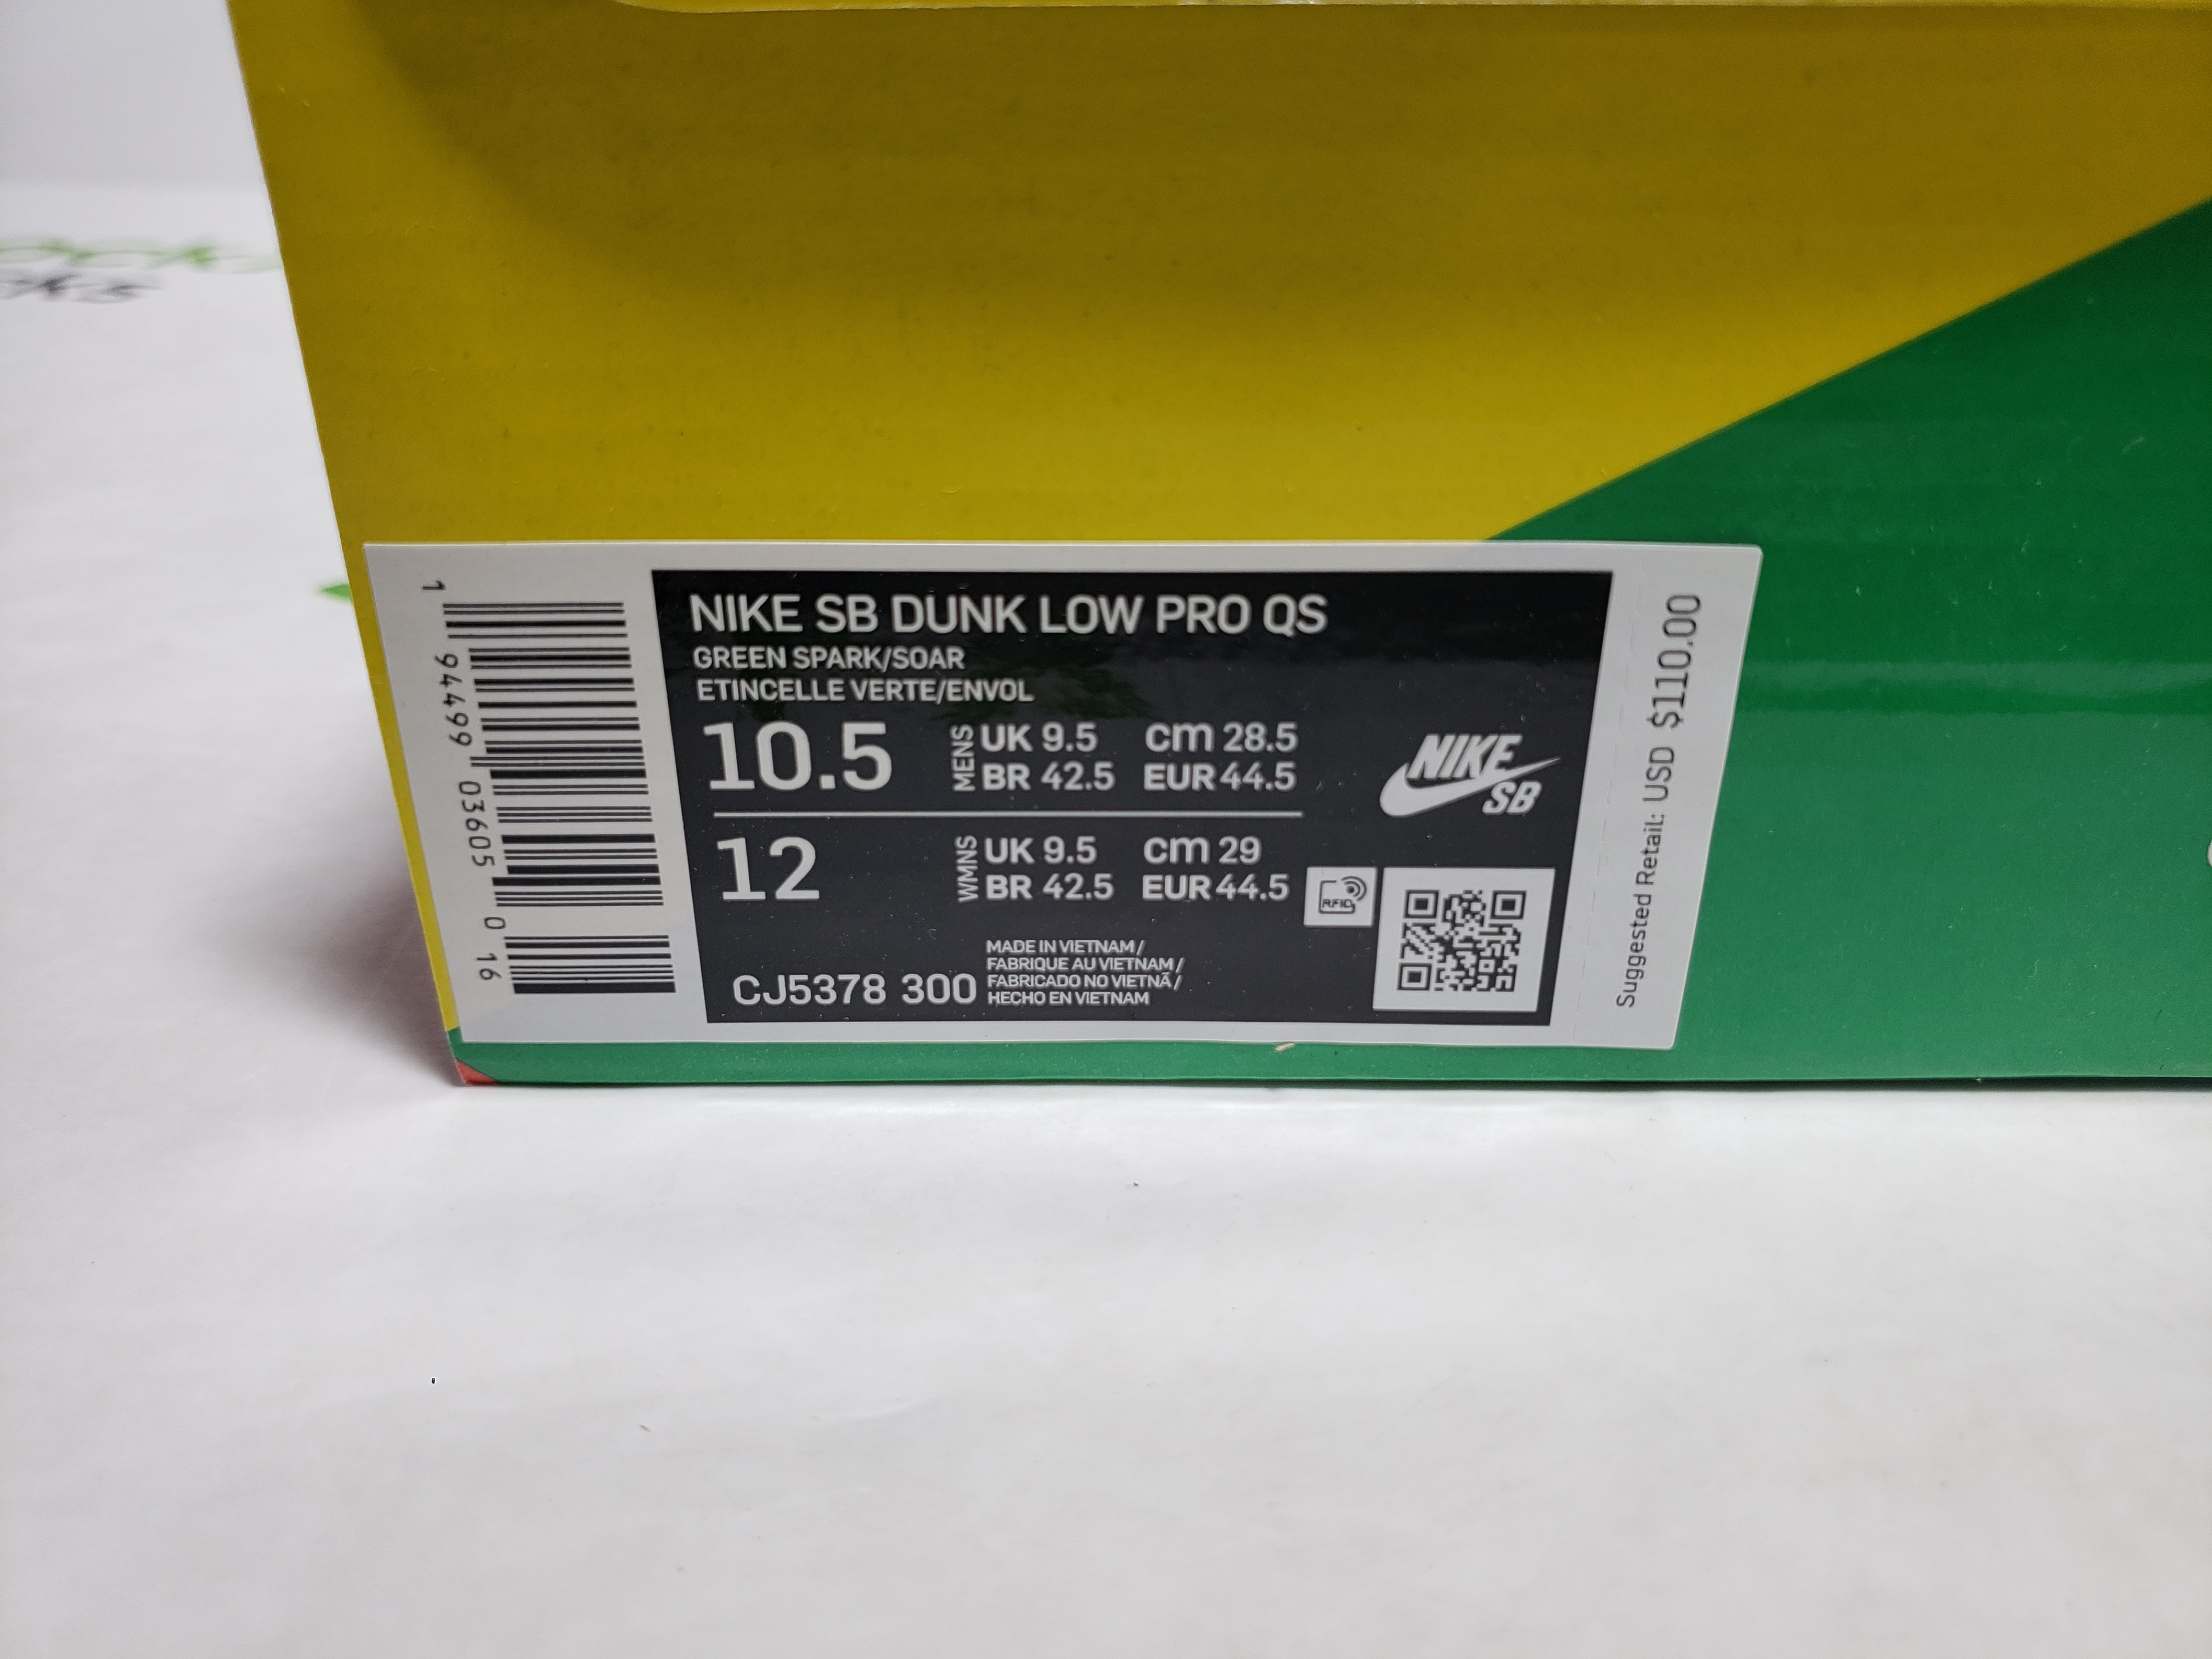 NIKE SB DUNK LOW PRO QS
GREEN SPARK/SOAR
ETINCELLE VERTE/ENVOL
10.5 MENS UK 9.5 cm 28.5
BR 42.5 EUR 44.5
12 WMNS UK 9.5 cm 29
BR 42.5 EUR 44.5
CJ5378 300
MADE IN VIETNAM /
FABRIQUE AU VIETNAM /
FABRICADO NO VIETNÃ /
HECHO EN VIETNAM
NIKE
SB
RFID
Suggested Retail: USD $110.00
1 94499 03605 0 16